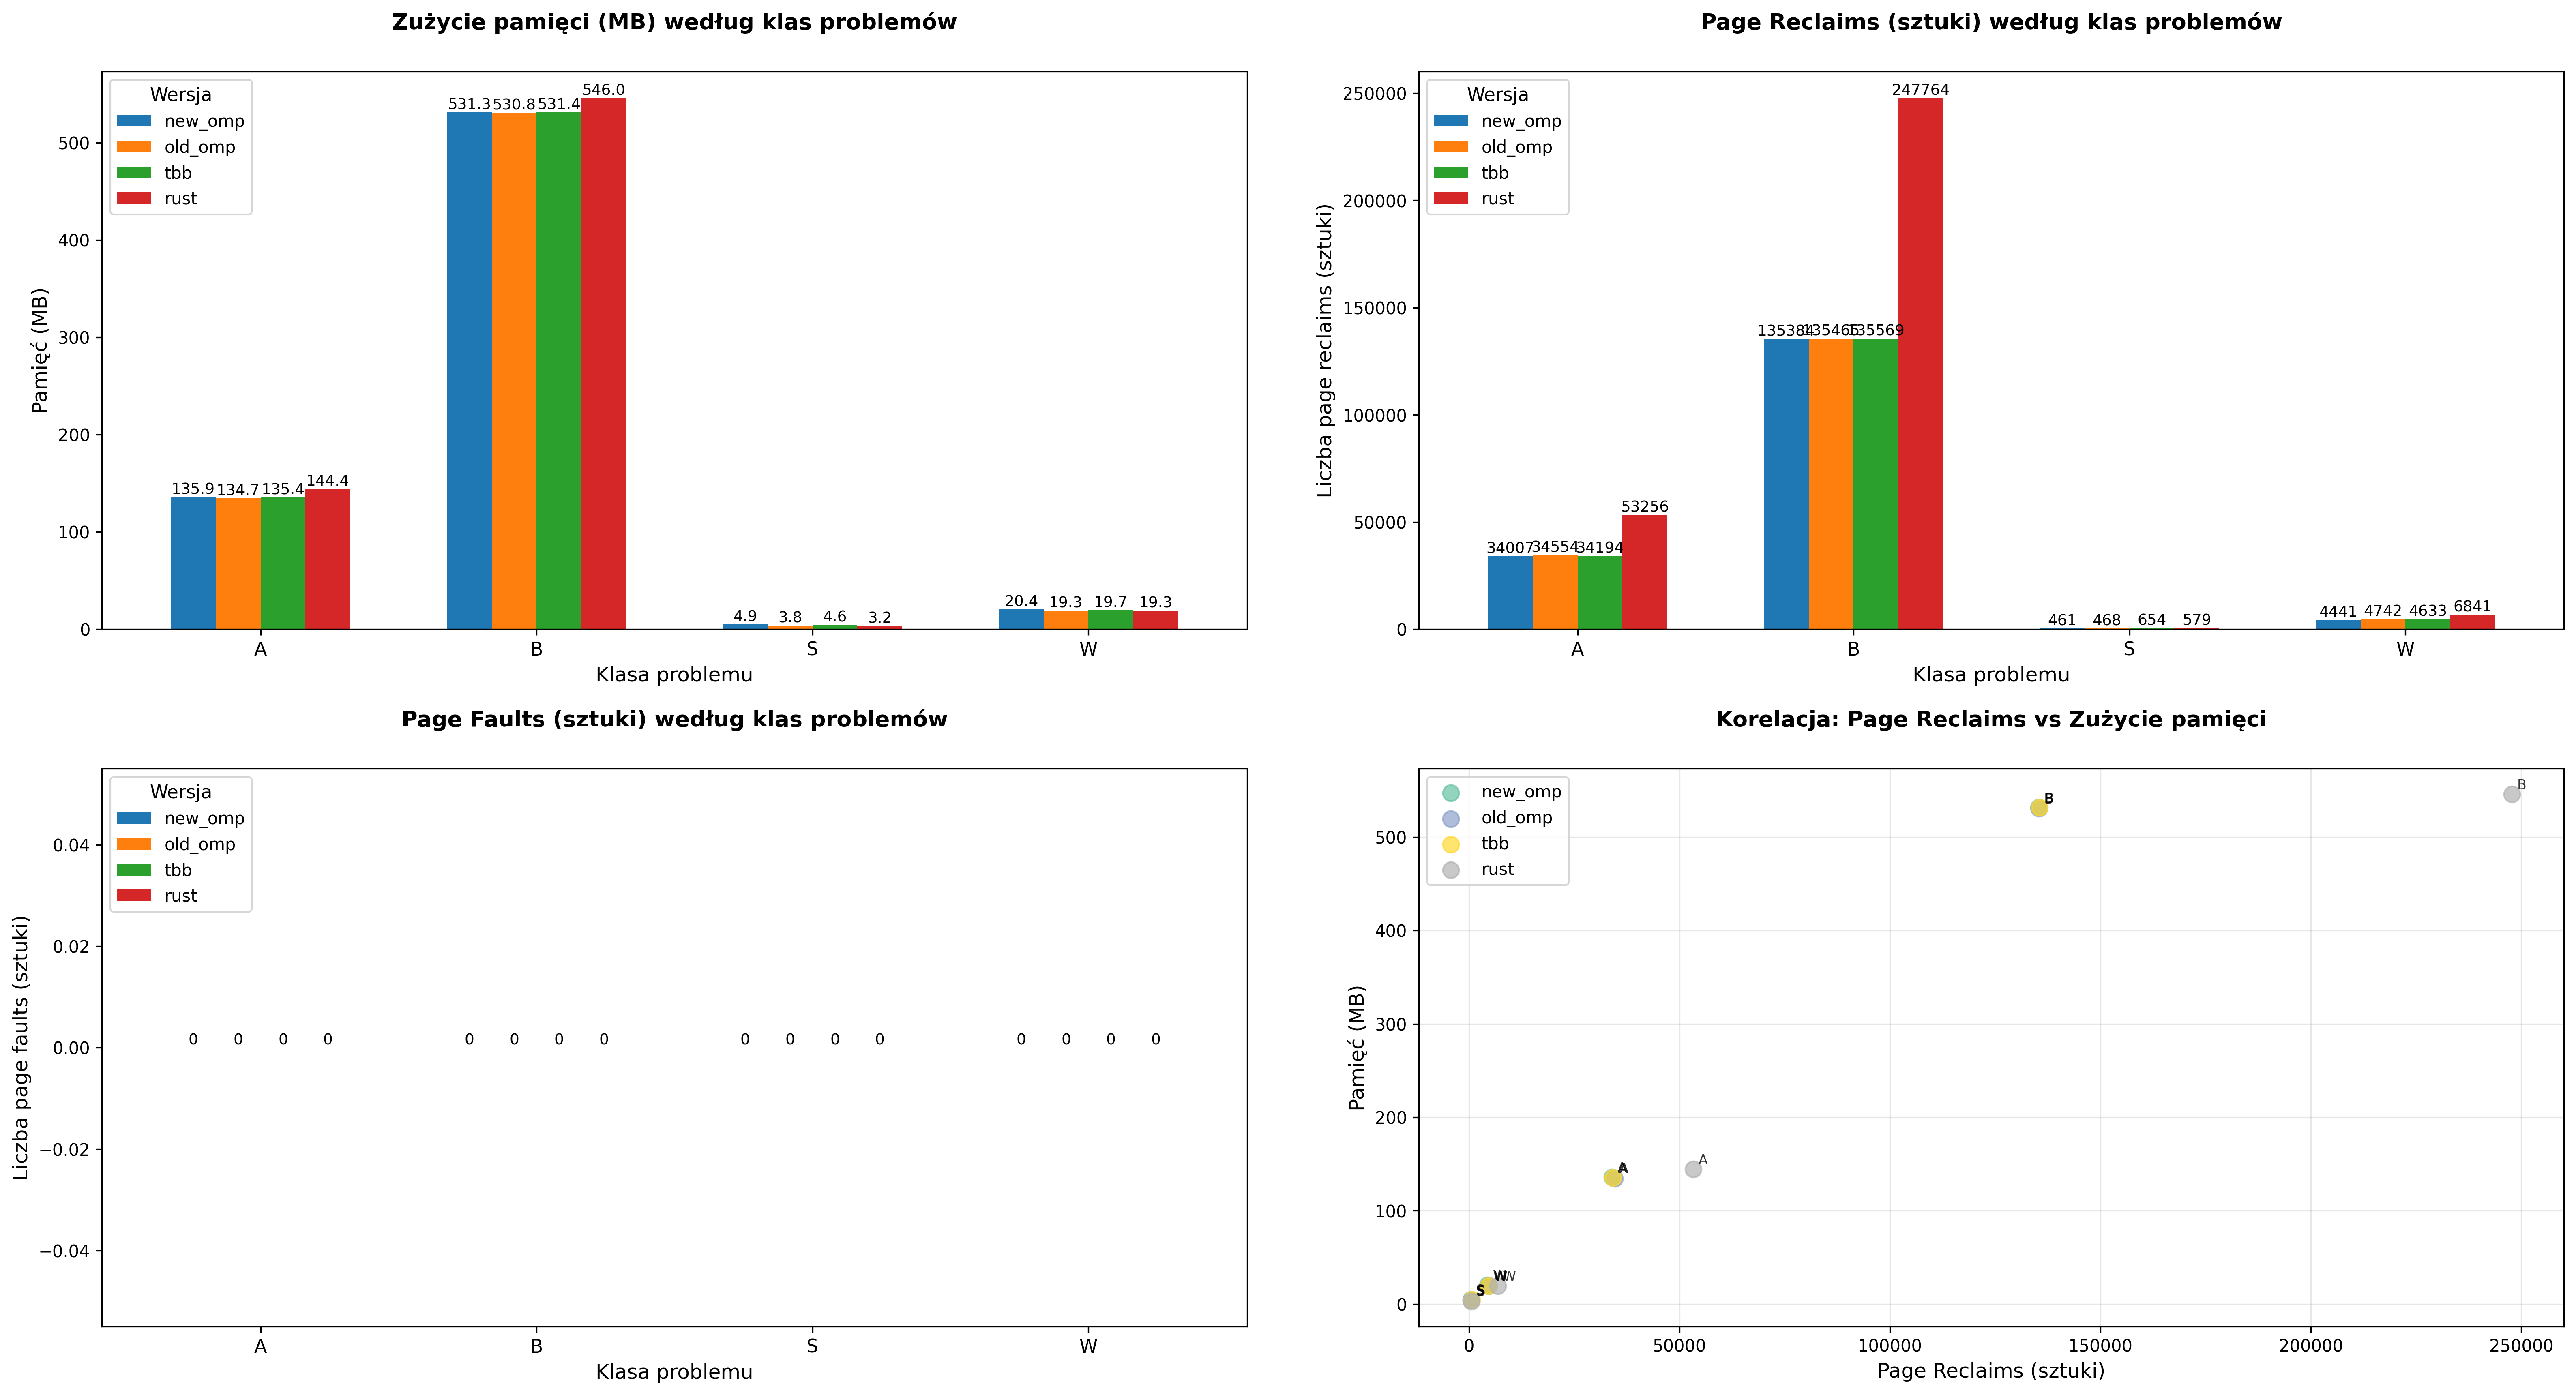 Zużycie pamięci (MB) według klas problemów
Pamięć (MB)
500
400
300
200
100
0
Wersja
new_omp
old_omp
tbb
rust
135.9 134.7 135.4 144.4
531.3 530.8 531.4 546.0
4.9 3.8 4.6 3.2
20.4 19.3 19.7 19.3
A B S W
Klasa problemu
Page Reclaims (sztuki) według klas problemów
Liczba page reclaims (sztuki)
250000
200000
150000
100000
50000
0
Wersja
new_omp
old_omp
tbb
rust
34007 34554 34194 53256
135384 135465 135569 247764
461 468 654 579
4441 4742 4633 6841
A B S W
Klasa problemu
Page Faults (sztuki) według klas problemów
Liczba page faults (sztuki)
0.04
0.02
0.00
−0.02
−0.04
Wersja
new_omp
old_omp
tbb
rust
0 0 0 0 0 0 0 0 0 0 0 0 0 0 0 0
A B S W
Klasa problemu
Korelacja: Page Reclaims vs Zużycie pamięci
Pamięć (MB)
500
400
300
200
100
0
new_omp
old_omp
tbb
rust
B B
A A
W W
S
0 50000 100000 150000 200000 250000
Page Reclaims (sztuki)